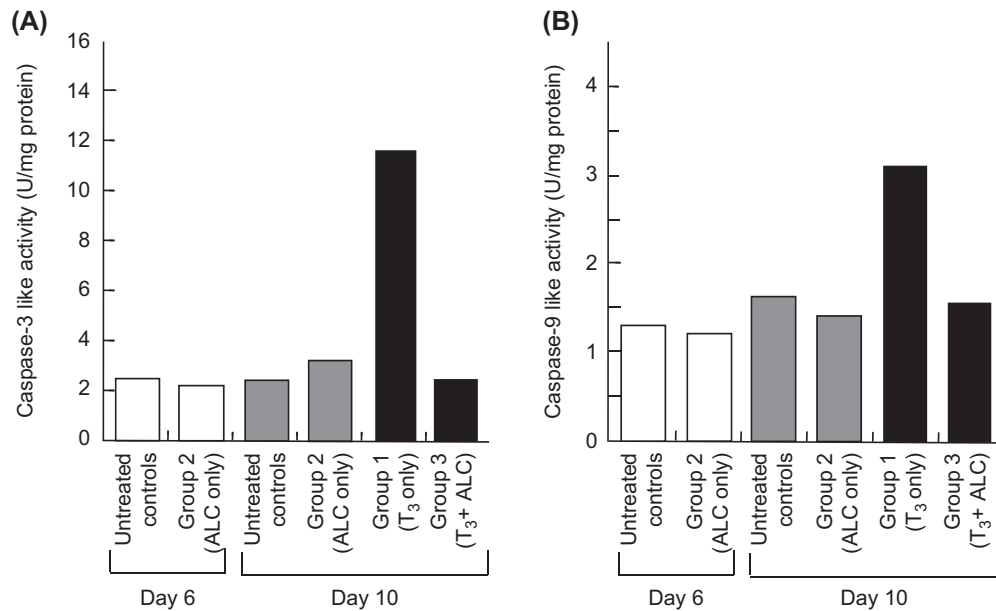 (A)
Caspase-3 like activity (U/mg protein)
16
14
12
10
8
6
4
2
0
Untreated
controls
Group 2
(ALC only)
Untreated
controls
Group 2
(ALC only)
Group 1
(T3 only)
Group 3
(T3+ ALC)
Day 6
Day 10
(B)
Caspase-9 like activity (U/mg protein)
4
3
2
1
0
Untreated
controls
Group 2
(ALC only)
Untreated
controls
Group 2
(ALC only)
Group 1
(T3 only)
Group 3
(T3+ ALC)
Day 6
Day 10